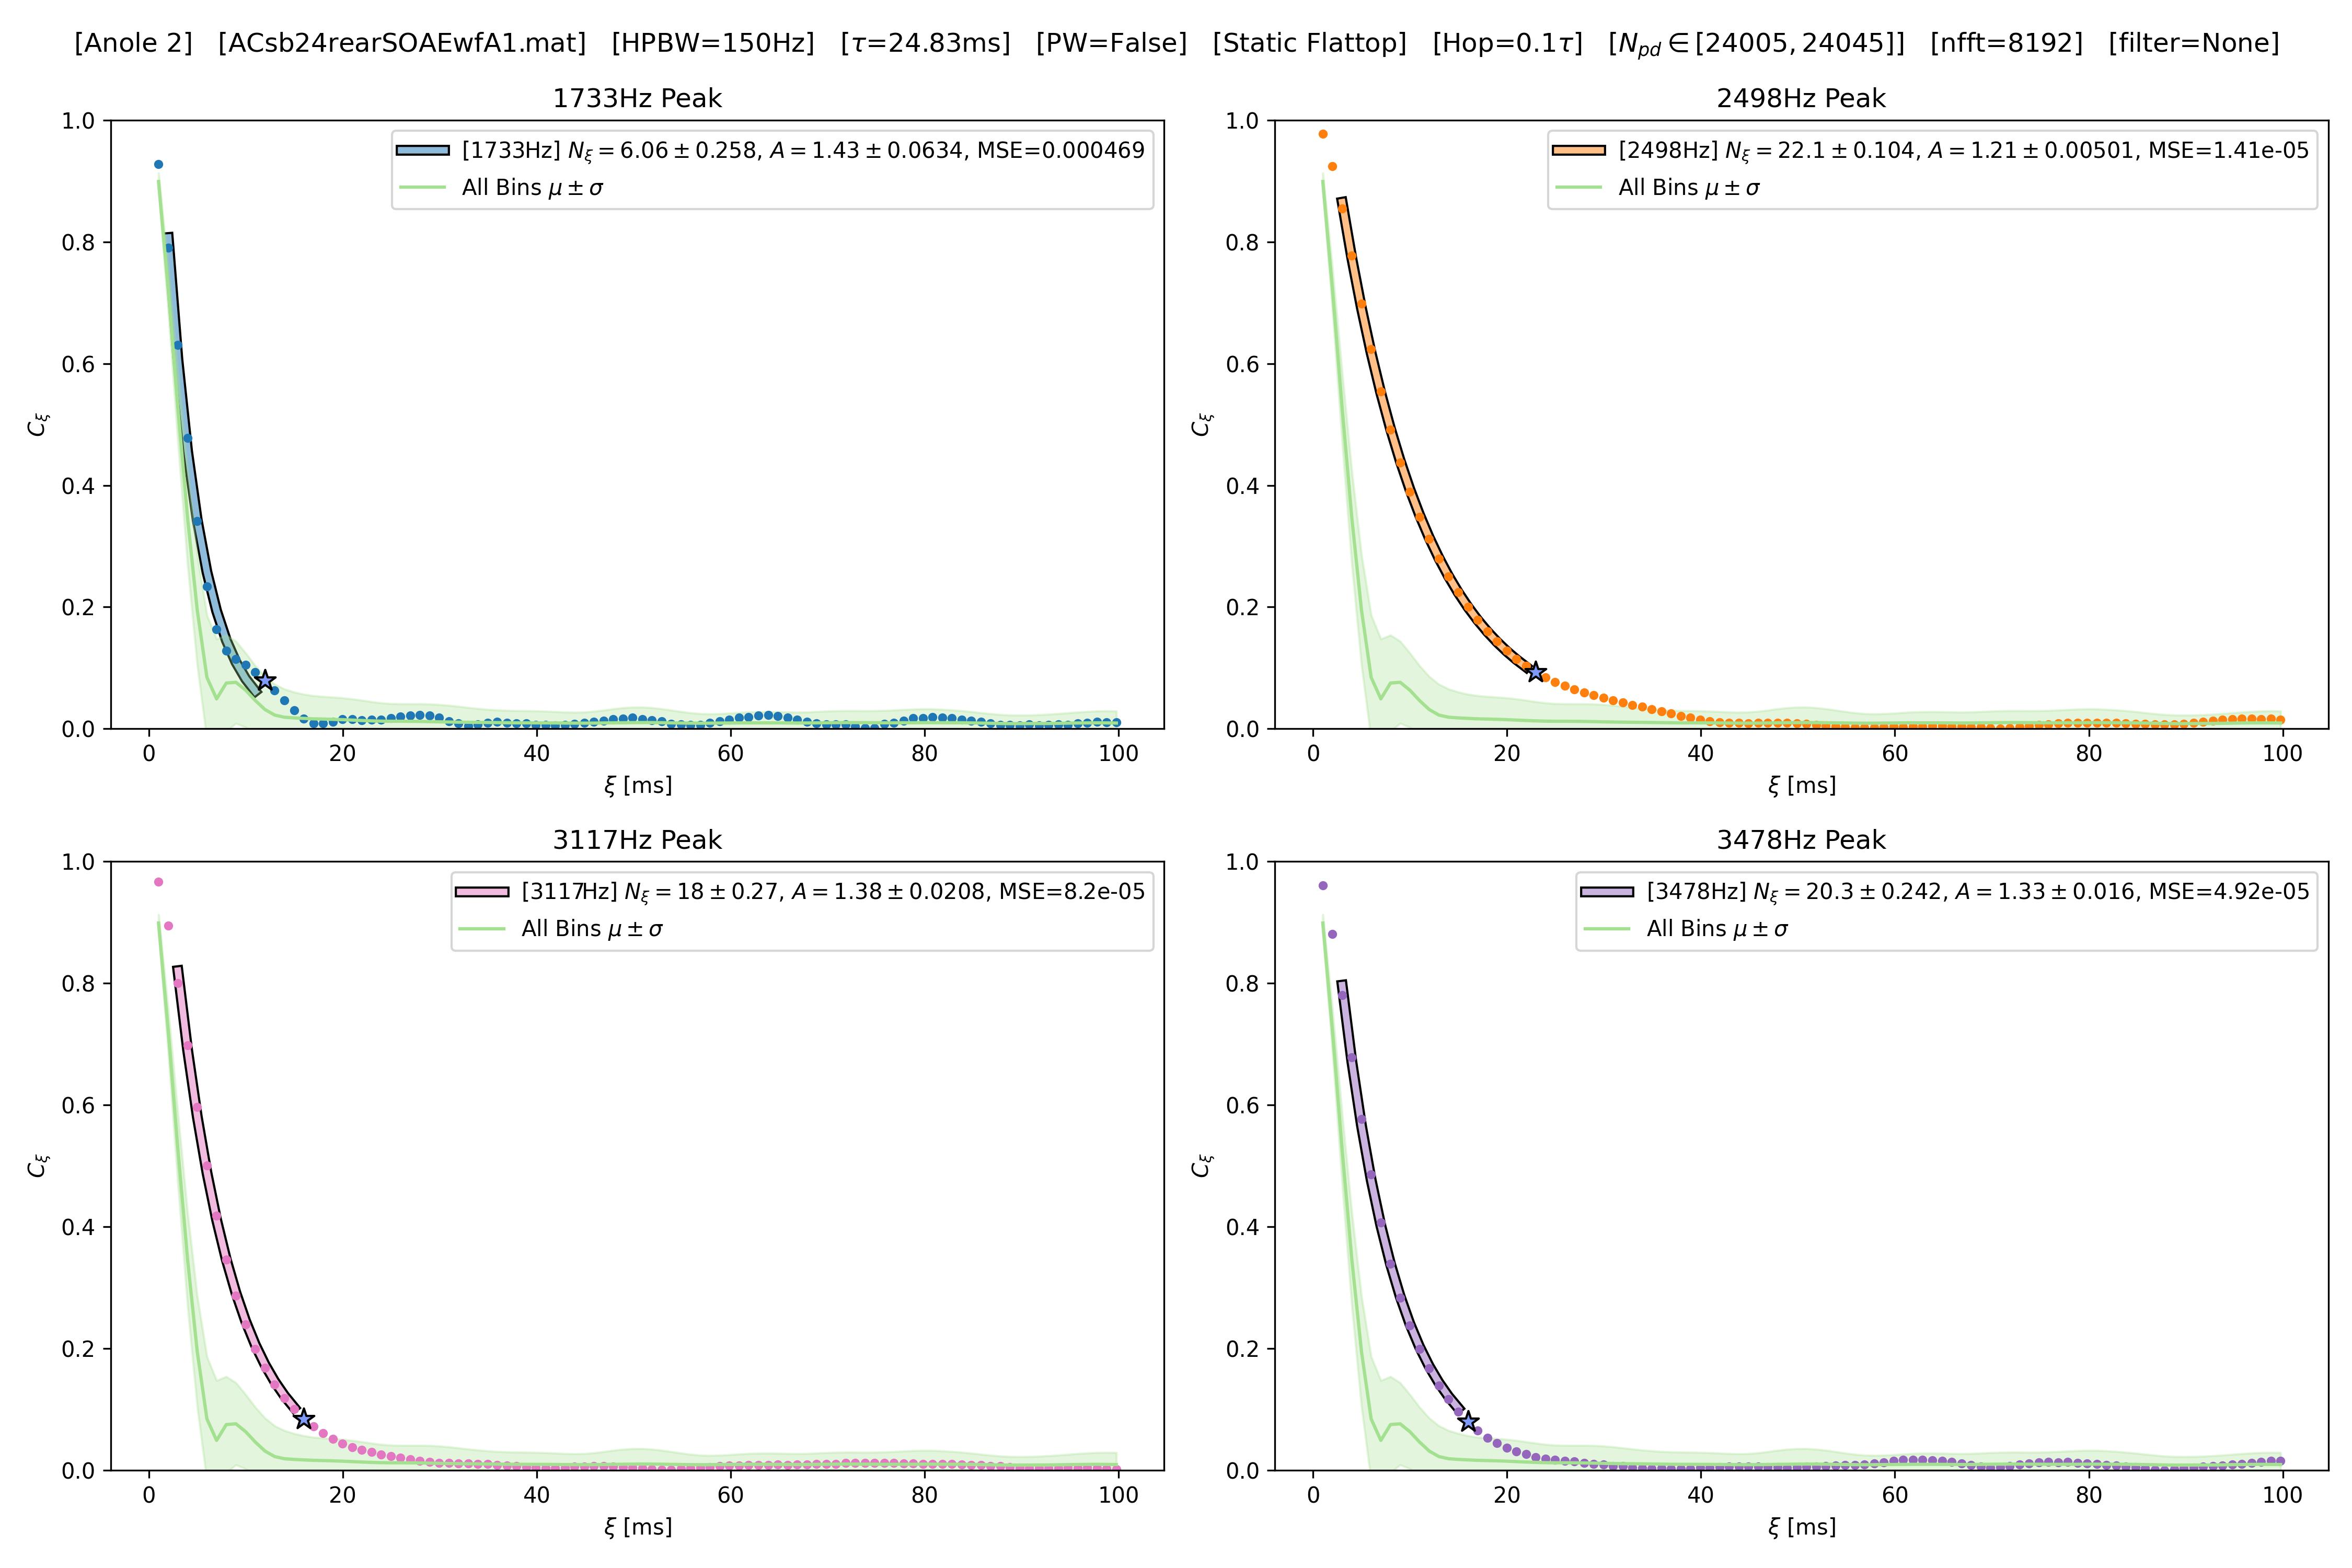 [Anole 2] [ACsb24rearSOAEwfA1.mat] [HPBW=150Hz] [τ=24.83ms] [PW=False] [Static Flattop] [Hop=0.1τ] [N_pd ∈ [24005, 24045]] [nfft=8192] [filter=None]
1733Hz Peak
[1733Hz] N_ξ = 6.06 ± 0.258, A = 1.43 ± 0.0634, MSE=0.000469
All Bins μ ± σ
1.0
0.8
0.6
0.4
0.2
0.0
C_ξ
0 20 40 60 80 100
ξ [ms]
2498Hz Peak
[2498Hz] N_ξ = 22.1 ± 0.104, A = 1.21 ± 0.00501, MSE=1.41e-05
All Bins μ ± σ
1.0
0.8
0.6
0.4
0.2
0.0
C_ξ
0 20 40 60 80 100
ξ [ms]
3117Hz Peak
[3117Hz] N_ξ = 18 ± 0.27, A = 1.38 ± 0.0208, MSE=8.2e-05
All Bins μ ± σ
1.0
0.8
0.6
0.4
0.2
0.0
C_ξ
0 20 40 60 80 100
ξ [ms]
3478Hz Peak
[3478Hz] N_ξ = 20.3 ± 0.242, A = 1.33 ± 0.016, MSE=4.92e-05
All Bins μ ± σ
1.0
0.8
0.6
0.4
0.2
0.0
C_ξ
0 20 40 60 80 100
ξ [ms]